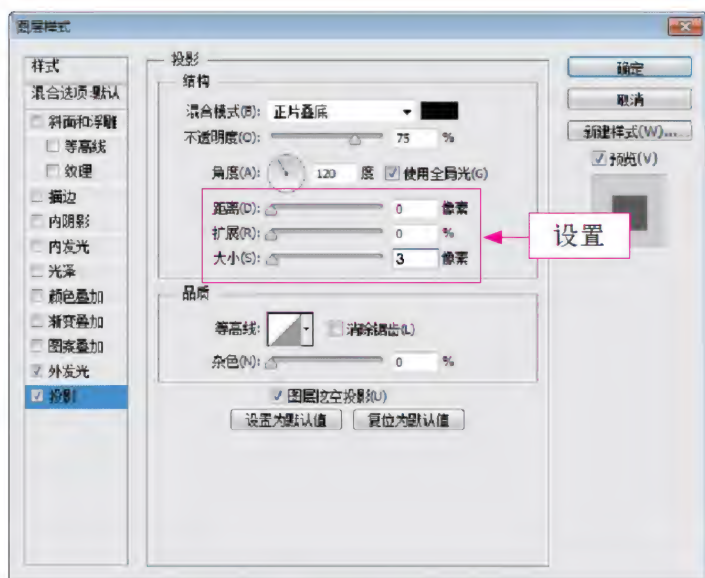 图层样式
样式
混合选项:默认
斜面和浮雕
等高线
纹理
描边
内阴影
内发光
光泽
颜色叠加
渐变叠加
图案叠加
外发光
投影
投影
结构
混合模式(B): 正片叠底
不透明度(O): 75 %
角度(A): 120 度 使用全局光(G)
距离(D): 0 像素
扩展(R): 0 %
大小(S): 3 像素
品质
等高线: 消除锯齿(L)
杂色(N): 0 %
图层挖空投影(U)
设置为默认值 复位为默认值
确定
取消
新建样式(W)...
预览(V)
设置